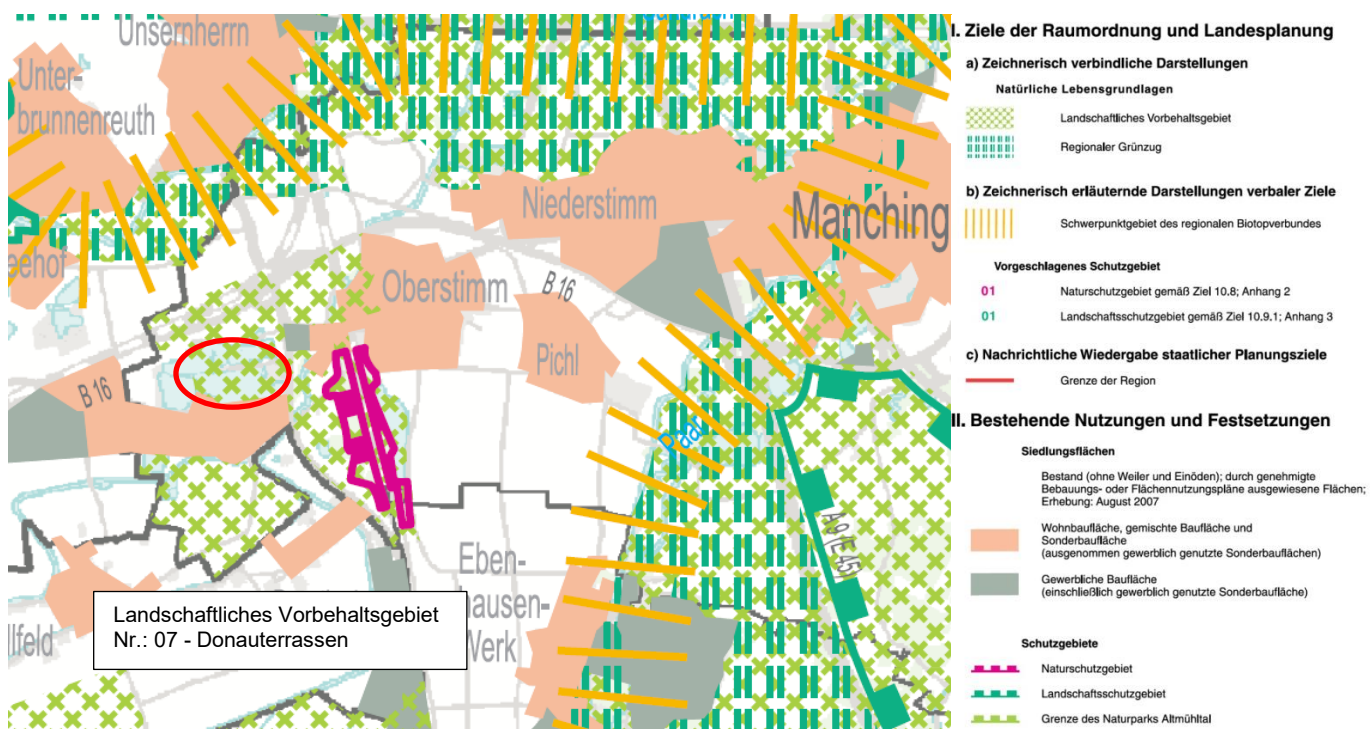 Unsernherrn
Unter-
brunnenreuth
Niederstimm
Manching
Oberstimm
B 16
Pichl
B 16
Paar
A 9 (E 45)
Eben-
hausen-
Werk
Landschaftliches Vorbehaltsgebiet
Nr.: 07 - Donauterrassen
I. Ziele der Raumordnung und Landesplanung
a) Zeichnerisch verbindliche Darstellungen
Natürliche Lebensgrundlagen
Landschaftliches Vorbehaltsgebiet
Regionaler Grünzug
b) Zeichnerisch erläuternde Darstellungen verbaler Ziele
Schwerpunktgebiet des regionalen Biotopverbundes
Vorgeschlagenes Schutzgebiet
01 Naturschutzgebiet gemäß Ziel 10.8; Anhang 2
01 Landschaftsschutzgebiet gemäß Ziel 10.9.1; Anhang 3
c) Nachrichtliche Wiedergabe staatlicher Planungsziele
Grenze der Region
II. Bestehende Nutzungen und Festsetzungen
Siedlungsflächen
Bestand (ohne Weiler und Einöden); durch genehmigte
Bebauungs- oder Flächennutzungspläne ausgewiesene Flächen;
Erhebung: August 2007
Wohnbaufläche, gemischte Baufläche und
Sonderbaufläche
(ausgenommen gewerblich genutzte Sonderbauflächen)
Gewerbliche Baufläche
(einschließlich gewerblich genutzte Sonderbaufläche)
Schutzgebiete
Naturschutzgebiet
Landschaftsschutzgebiet
Grenze des Naturparks Altmühltal